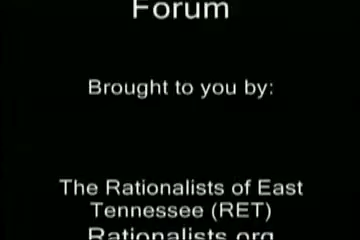 Forum
Brought to you by:
The Rationalists of East
Tennessee (RET)
Rationalists.org